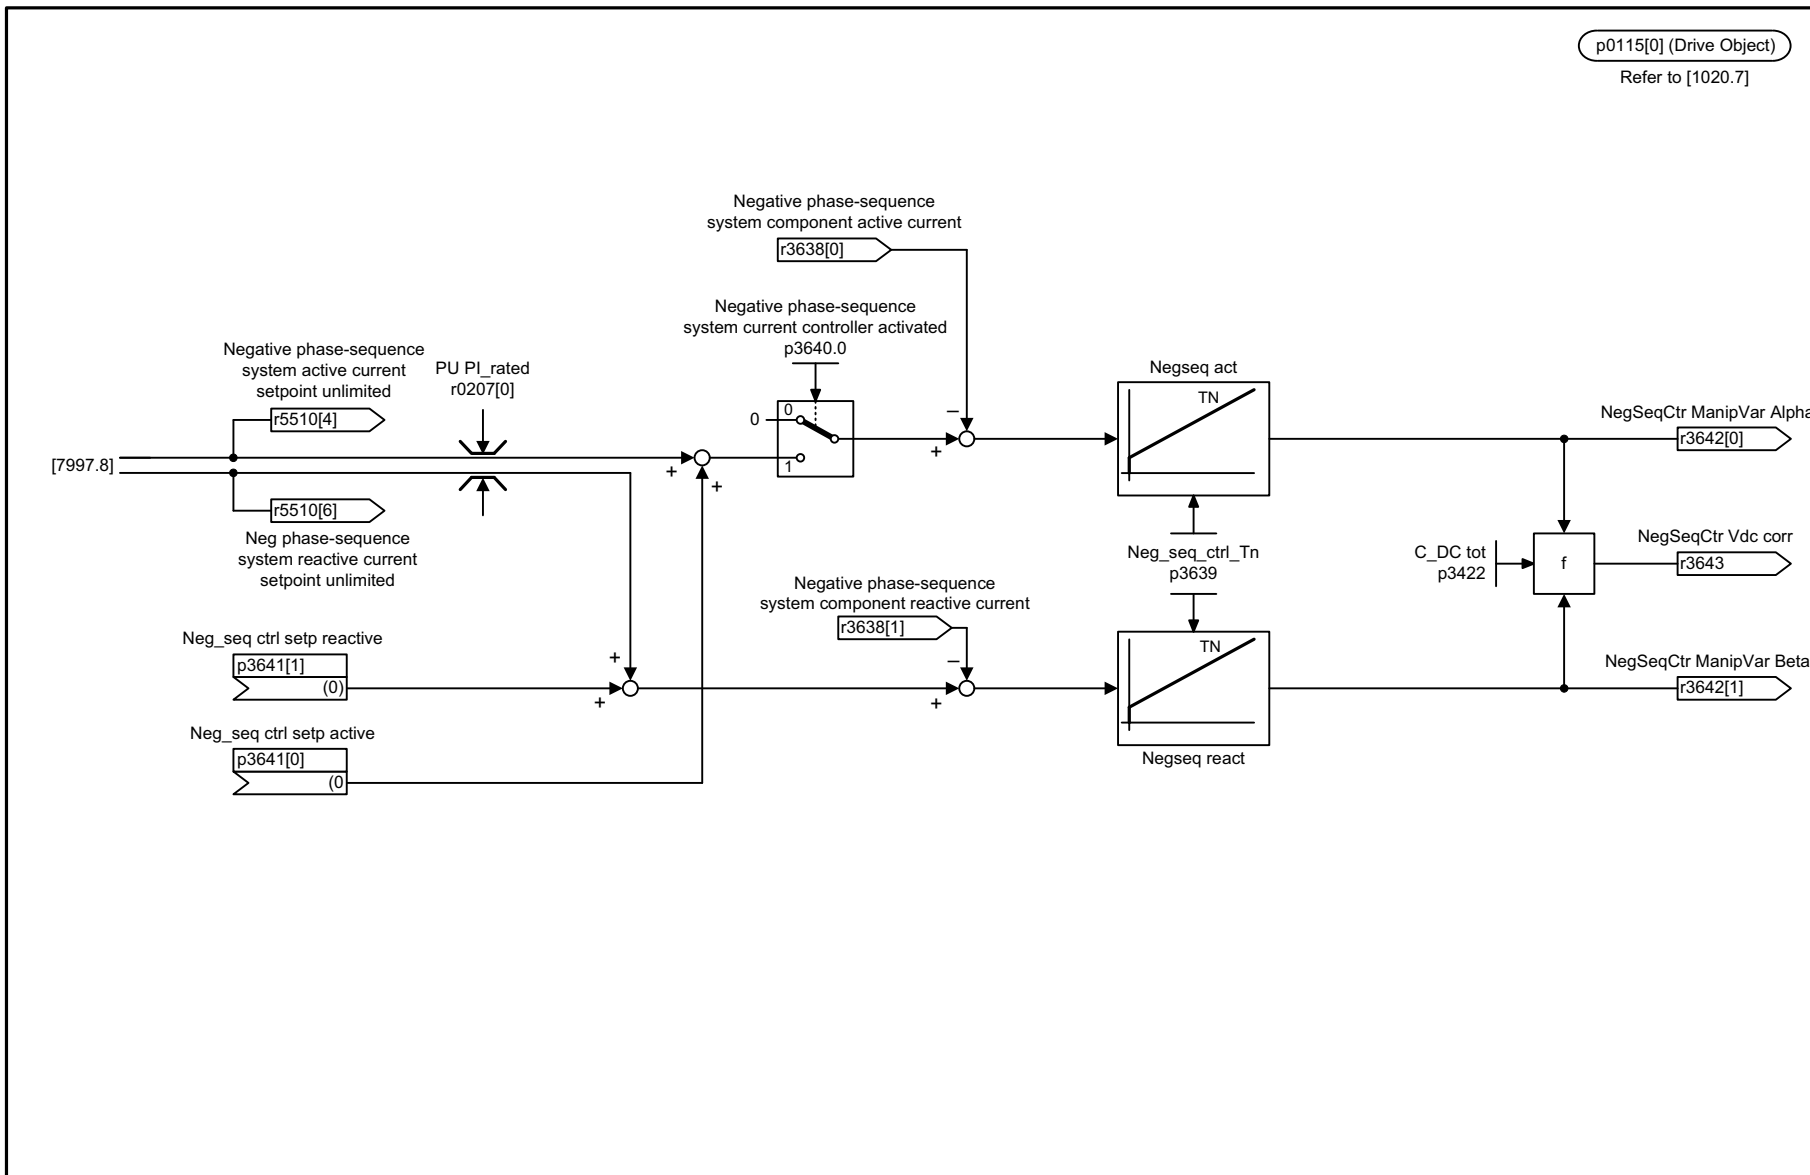 p0115[0] (Drive Object)
Refer to [1020.7]
Negative phase-sequence
system component active current
r3638[0]
Negative phase-sequence
system current controller activated
p3640.0
Negative phase-sequence
system active current
setpoint unlimited
r5510[4]
PU PI_rated
r0207[0]
0
0
1
–
+
Negseq act
TN
NegSeqCtr ManipVar Alpha
r3642[0]
[7997.8]
+
+
r5510[6]
Neg phase-sequence
system reactive current
setpoint unlimited
Neg_seq_ctrl_Tn
p3639
C_DC tot
p3422
f
NegSeqCtr Vdc corr
r3643
Negative phase-sequence
system component reactive current
r3638[1]
Neg_seq ctrl setp reactive
p3641[1]
(0)
+
+
–
+
TN
Negseq react
NegSeqCtr ManipVar Beta
r3642[1]
Neg_seq ctrl setp active
p3641[0]
(0